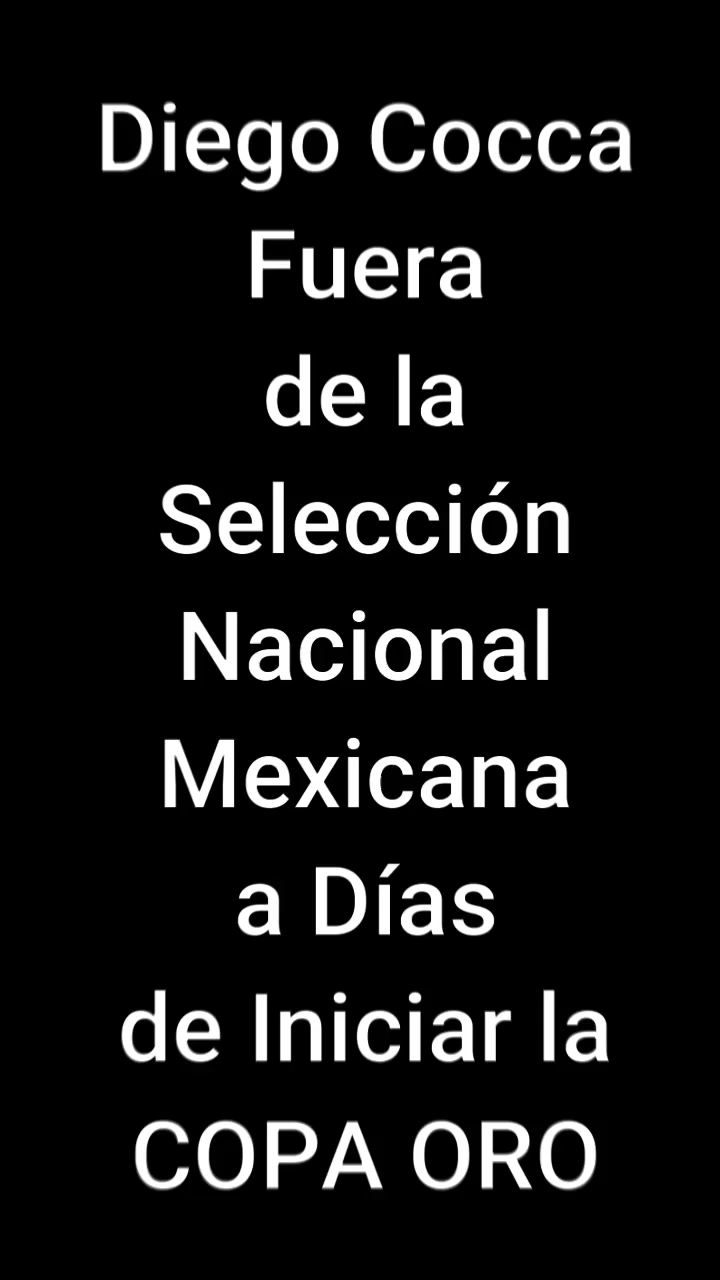 Diego Cocca
Fuera
de la
Selección
Nacional
Mexicana
a Días
de Iniciar la
COPA ORO